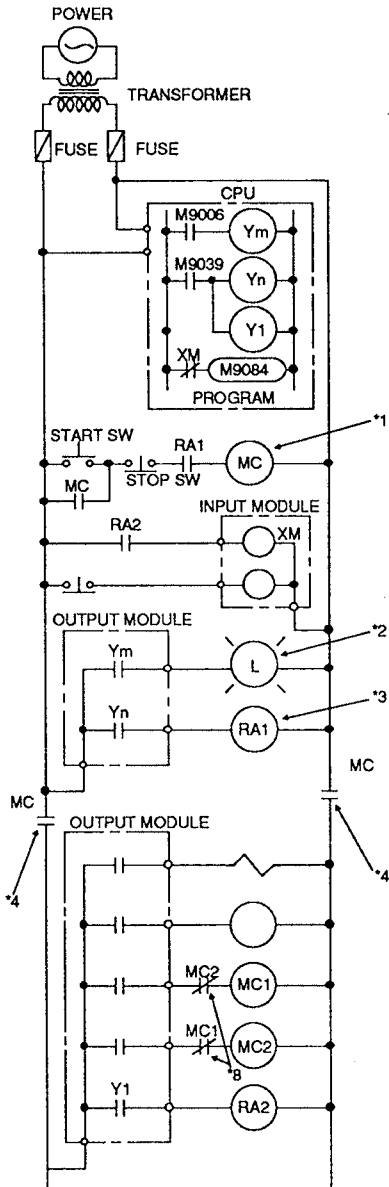 POWER
TRANSFORMER
FUSE FUSE
CPU
M9006
Ym
M9039
Yn
Y1
XM
M9084
PROGRAM
*1
START SW
RA1
MC
STOP SW
MC
INPUT MODULE
RA2
XM
OUTPUT MODULE
*2
Ym
L
*3
Yn
RA1
MC
MC
OUTPUT MODULE
*4
*4
MC2
MC1
MC1
MC2
*8
Y1
RA2